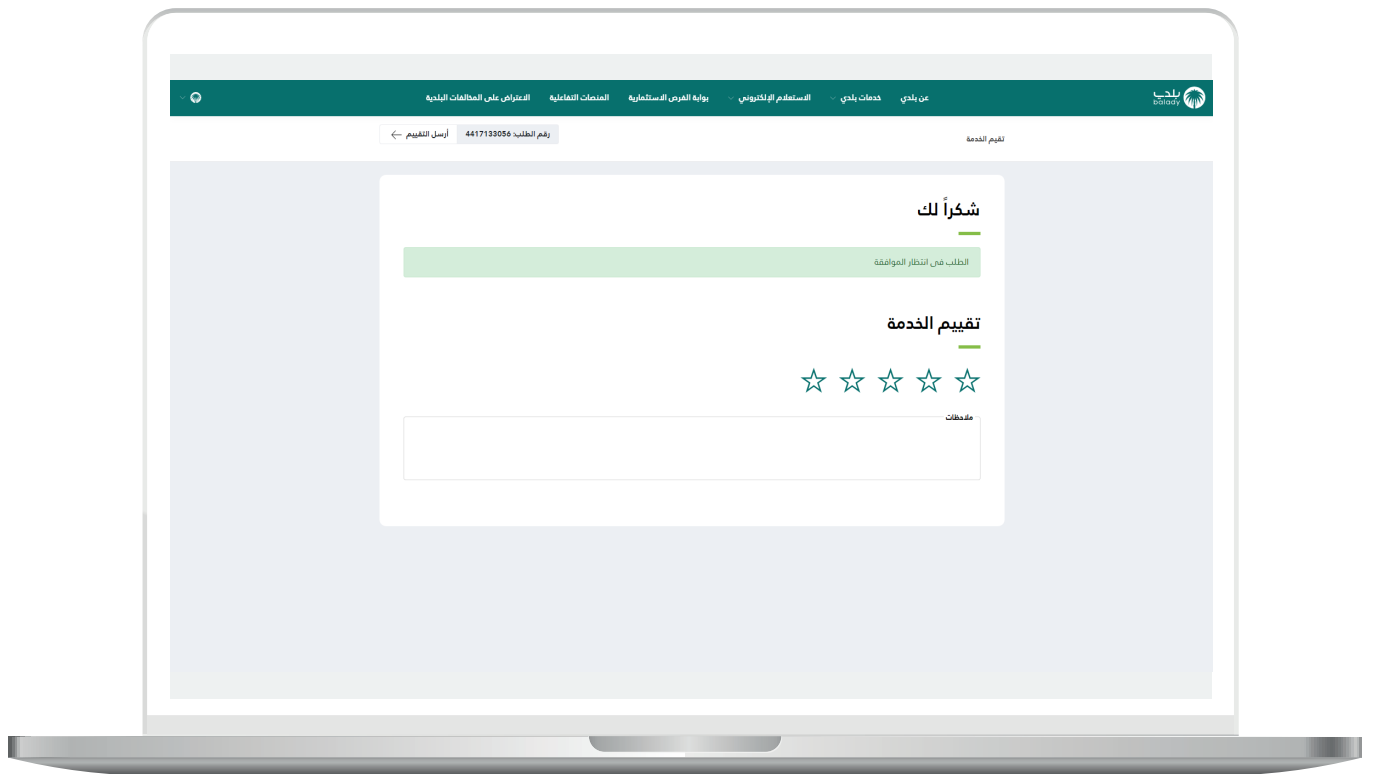 بلدي
balady
عن بلدي خدمات بلدي الاستعلام الإلكتروني بوابة الفرص الاستثمارية المنصات التفاعلية الاعتراض على المخالفات البلدية
تقيم الخدمة
رقم الطلب: 4417133056 أرسل التقييم
شكراً لك
الطلب في انتظار الموافقة
تقييم الخدمة
ملاحظات